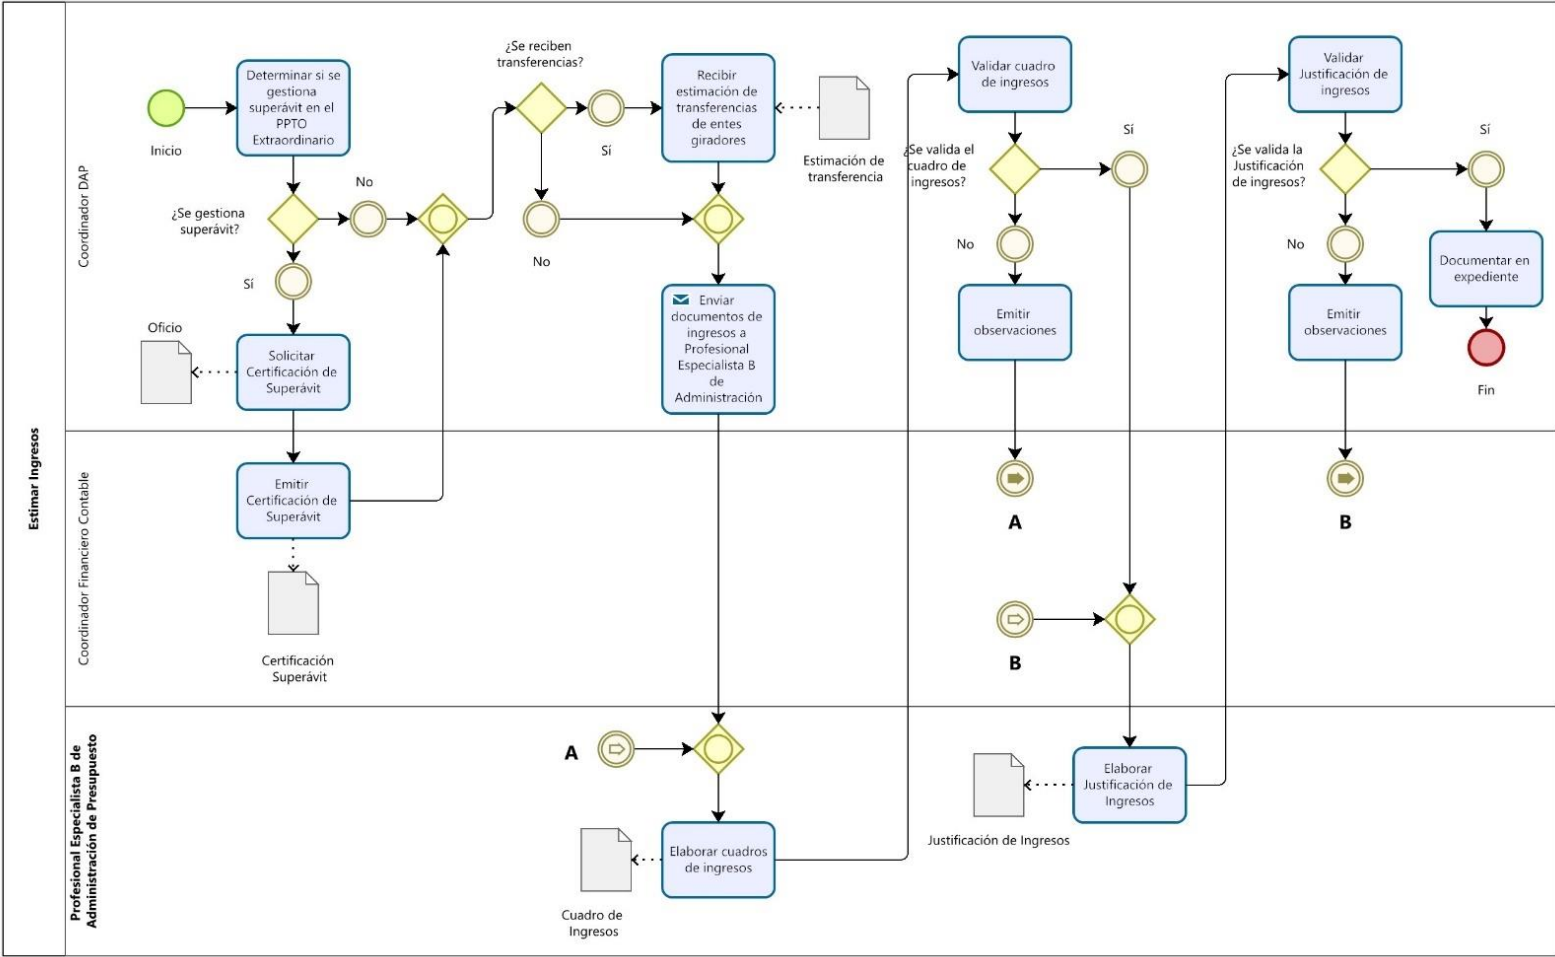 Estimar Ingresos
Coordinador DAP
Inicio
Determinar si se
gestiona
superávit en el
PPTO
Extraordinario
¿Se gestiona
superávit?
No
Sí
Oficio
Solicitar
Certificación de
Superávit
¿Se reciben
transferencias?
Sí
No
Recibir
estimación de
transferencias
de entes
giradores
Estimación de
transferencia
Enviar
documentos de
ingresos a
Profesional
Especialista B
de
Administración
Validar cuadro
de ingresos
¿Se valida el
cuadro de
ingresos?
Sí
No
Emitir
observaciones
Validar
Justificación de
ingresos
¿Se valida la
Justificación
de ingresos?
Sí
No
Emitir
observaciones
Documentar en
expediente
Fin
Coordinador Financiero Contable
Emitir
Certificación de
Superávit
Certificación
Superávit
A
B
B
Profesional Especialista B de
Administración de Presupuesto
A
Elaborar cuadros
de ingresos
Cuadro de
Ingresos
Elaborar
Justificación de
Ingresos
Justificación de Ingresos